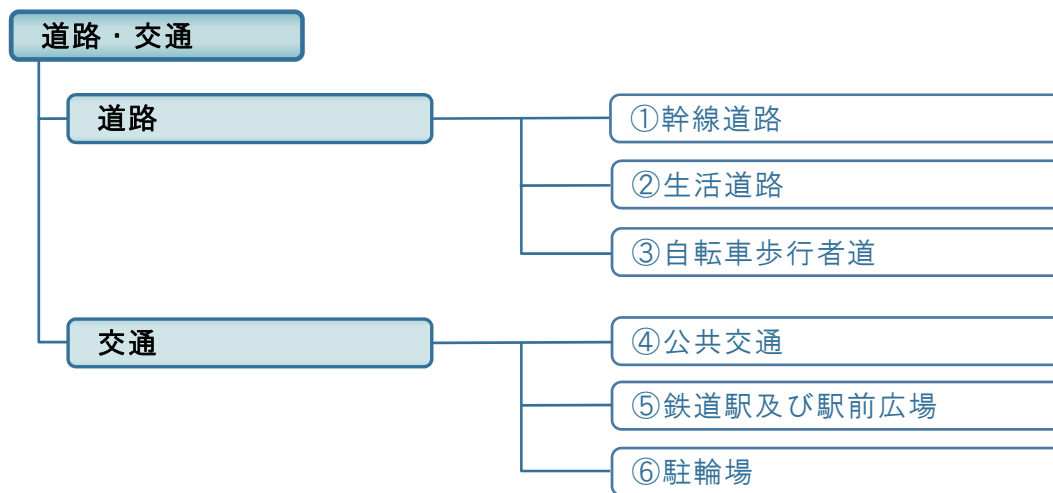 道路・交通
道路
①幹線道路
②生活道路
③自転車歩行者道
交通
④公共交通
⑤鉄道駅及び駅前広場
⑥駐輪場